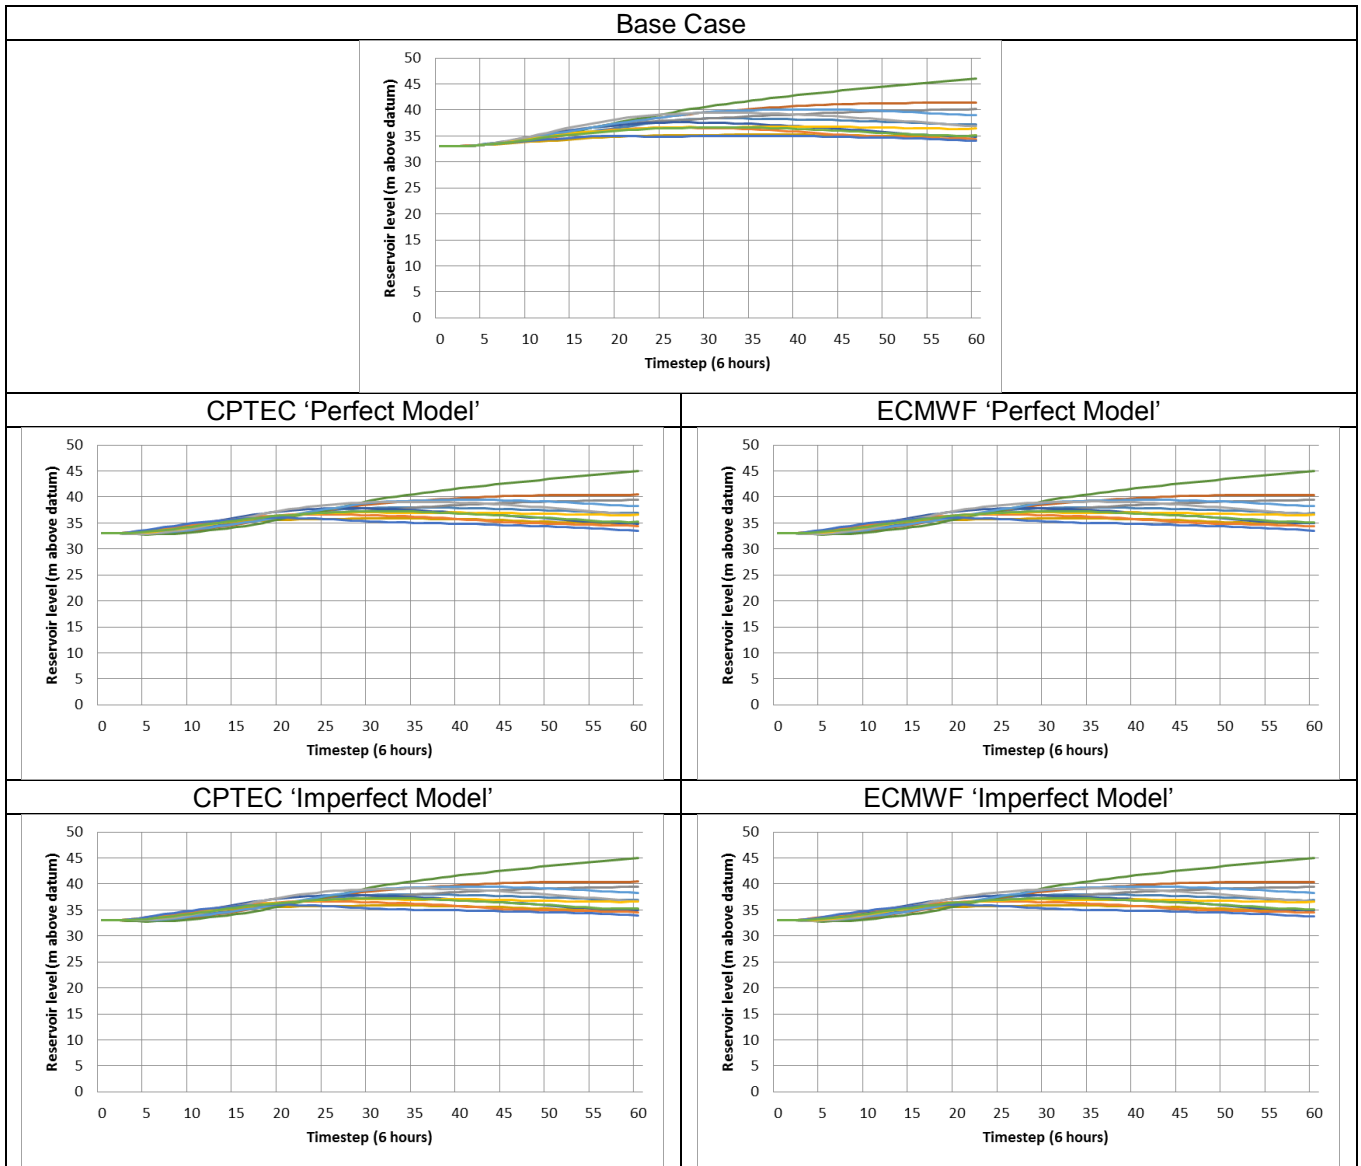 Base Case
Reservoir level (m above datum)
50
45
40
35
30
25
20
15
10
5
0
0 5 10 15 20 25 30 35 40 45 50 55 60
Timestep (6 hours)
CPTEC ‘Perfect Model’
Reservoir level (m above datum)
50
45
40
35
30
25
20
15
10
5
0
0 5 10 15 20 25 30 35 40 45 50 55 60
Timestep (6 hours)
ECMWF ‘Perfect Model’
Reservoir level (m above datum)
50
45
40
35
30
25
20
15
10
5
0
0 5 10 15 20 25 30 35 40 45 50 55 60
Timestep (6 hours)
CPTEC ‘Imperfect Model’
Reservoir level (m above datum)
50
45
40
35
30
25
20
15
10
5
0
0 5 10 15 20 25 30 35 40 45 50 55 60
Timestep (6 hours)
ECMWF ‘Imperfect Model’
Reservoir level (m above datum)
50
45
40
35
30
25
20
15
10
5
0
0 5 10 15 20 25 30 35 40 45 50 55 60
Timestep (6 hours)